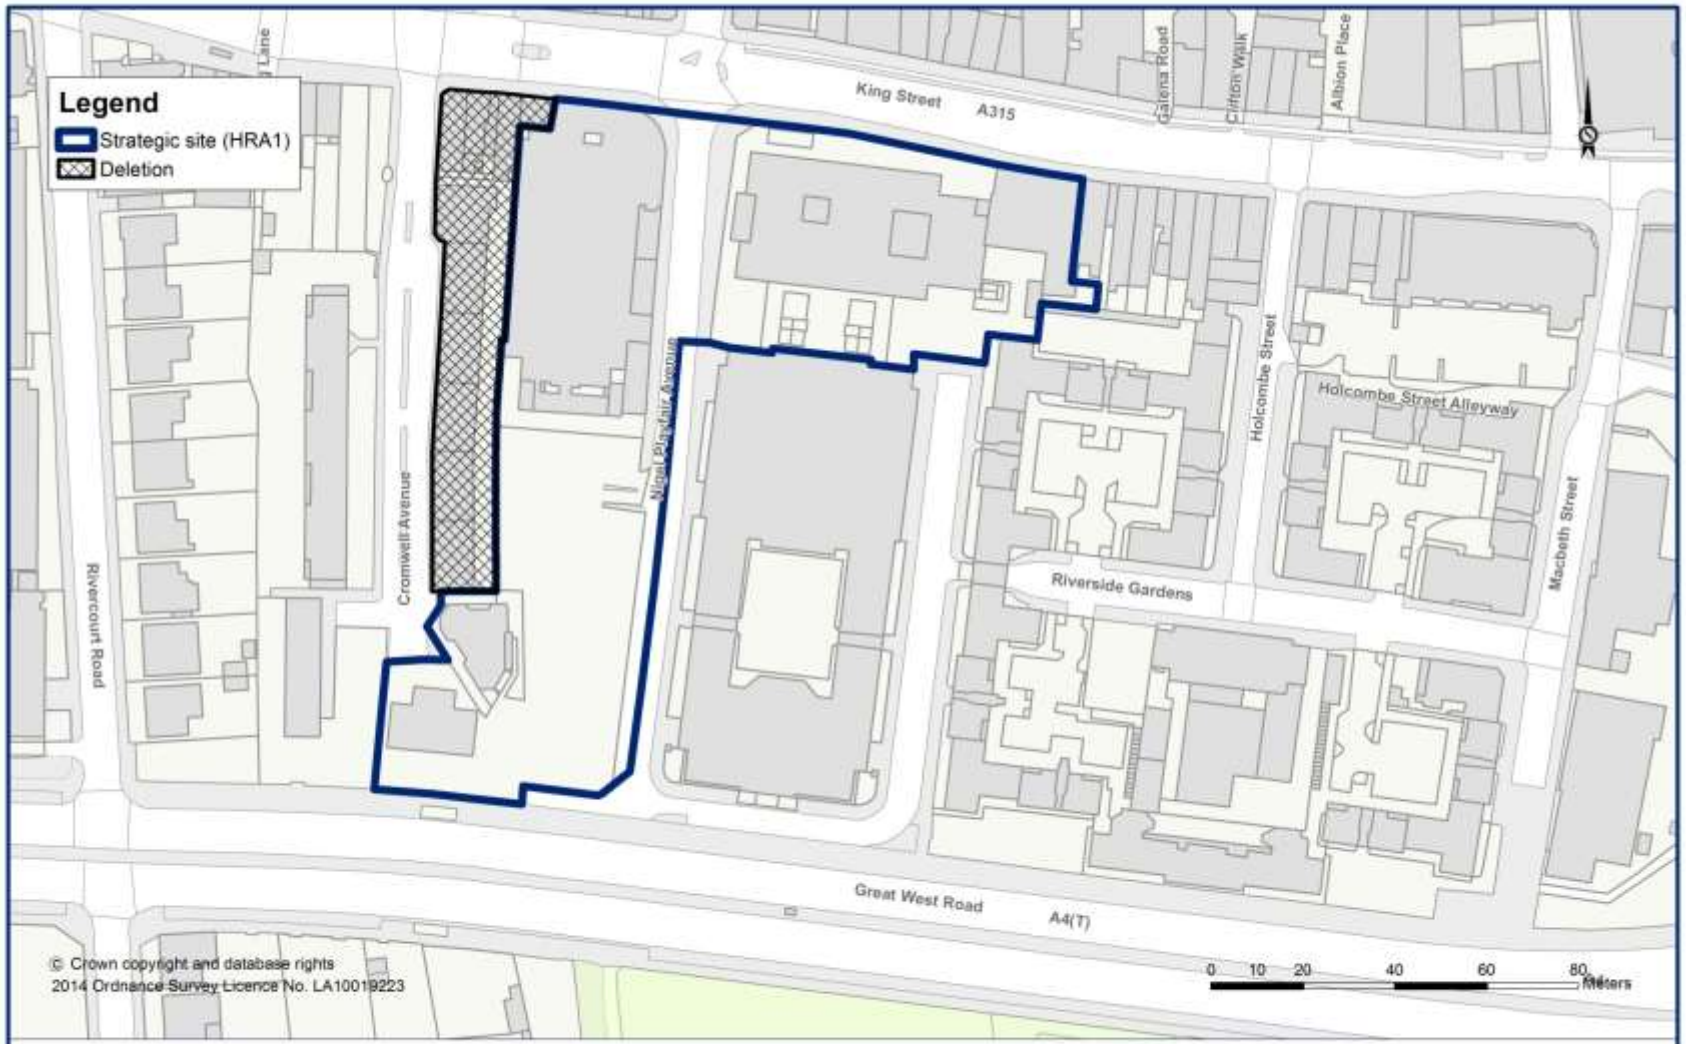 Legend
Strategic site (HRA1)
Deletion
Lane
King Street A315
Galena Road
Clifton Walk
Albion Place
Nigel Playfair Avenue
Holcombe Street
Holcombe Street Alleyway
Cromwell Avenue
Macbeth Street
Rivercourt Road
Riverside Gardens
Great West Road A4(T)
© Crown copyright and database rights
2014 Ordnance Survey Licence No. LA10019223
0 10 20 40 60 80
Meters